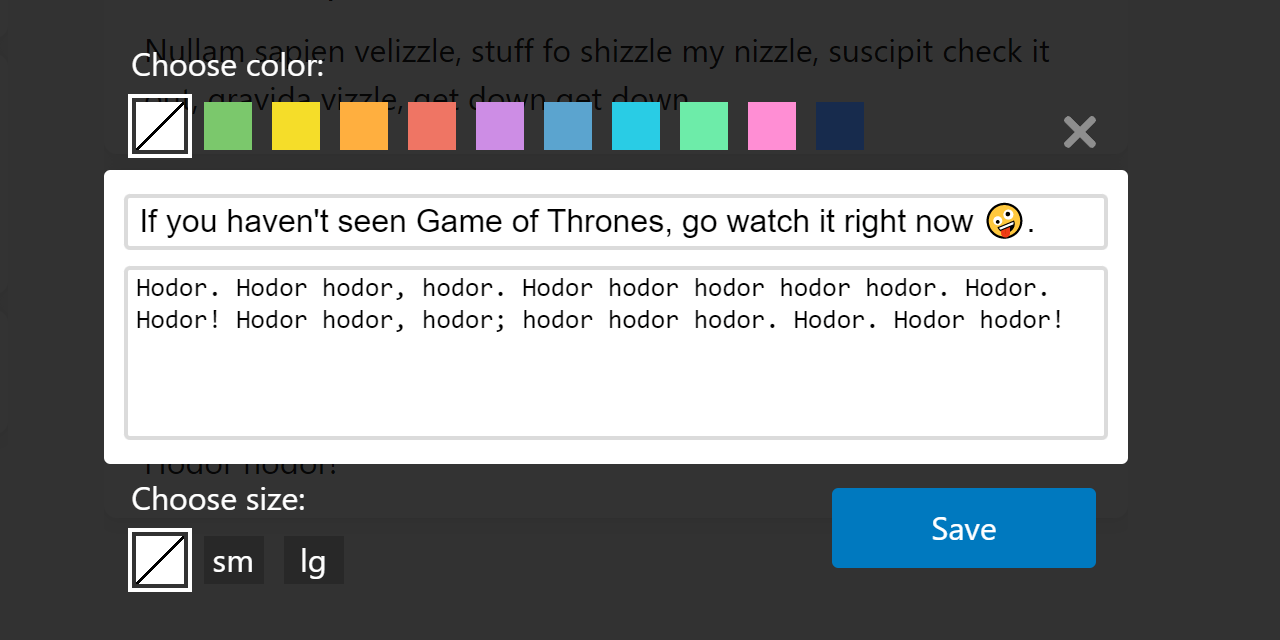 Nullam sapien velizzle, stuff fo shizzle my nizzle, suscipit check it
Choose color:
out, gravida vizzle, get down get down
If you haven't seen Game of Thrones, go watch it right now 🤪.
Hodor. Hodor hodor, hodor. Hodor hodor hodor hodor hodor. Hodor.
Hodor! Hodor hodor, hodor; hodor hodor hodor. Hodor. Hodor hodor!
Hodor hodor!
Choose size:
Save
sm lg